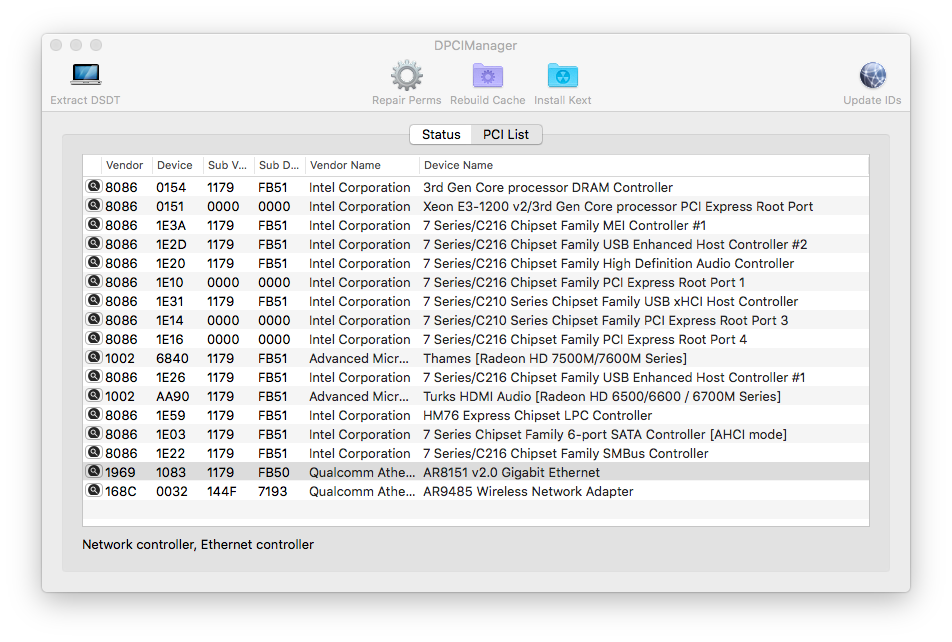 DPCIManager
Extract DSDT Repair Perms Rebuild Cache Install Kext Update IDs
Status PCI List
Vendor Device Sub V... Sub D... Vendor Name Device Name
8086 0154 1179 FB51 Intel Corporation 3rd Gen Core processor DRAM Controller
8086 0151 0000 0000 Intel Corporation Xeon E3-1200 v2/3rd Gen Core processor PCI Express Root Port
8086 1E3A 1179 FB51 Intel Corporation 7 Series/C216 Chipset Family MEI Controller #1
8086 1E2D 1179 FB51 Intel Corporation 7 Series/C216 Chipset Family USB Enhanced Host Controller #2
8086 1E20 1179 FB51 Intel Corporation 7 Series/C216 Chipset Family High Definition Audio Controller
8086 1E10 0000 0000 Intel Corporation 7 Series/C216 Chipset Family PCI Express Root Port 1
8086 1E31 1179 FB51 Intel Corporation 7 Series/C210 Series Chipset Family USB xHCI Host Controller
8086 1E14 0000 0000 Intel Corporation 7 Series/C210 Series Chipset Family PCI Express Root Port 3
8086 1E16 0000 0000 Intel Corporation 7 Series/C216 Chipset Family PCI Express Root Port 4
1002 6840 1179 FB51 Advanced Micr... Thames [Radeon HD 7500M/7600M Series]
8086 1E26 1179 FB51 Intel Corporation 7 Series/C216 Chipset Family USB Enhanced Host Controller #1
1002 AA90 1179 FB51 Advanced Micr... Turks HDMI Audio [Radeon HD 6500/6600 / 6700M Series]
8086 1E59 1179 FB51 Intel Corporation HM76 Express Chipset LPC Controller
8086 1E03 1179 FB51 Intel Corporation 7 Series Chipset Family 6-port SATA Controller [AHCI mode]
8086 1E22 1179 FB51 Intel Corporation 7 Series/C216 Chipset Family SMBus Controller
1969 1083 1179 FB50 Qualcomm Athe... AR8151 v2.0 Gigabit Ethernet
168C 0032 144F 7193 Qualcomm Athe... AR9485 Wireless Network Adapter
Network controller, Ethernet controller